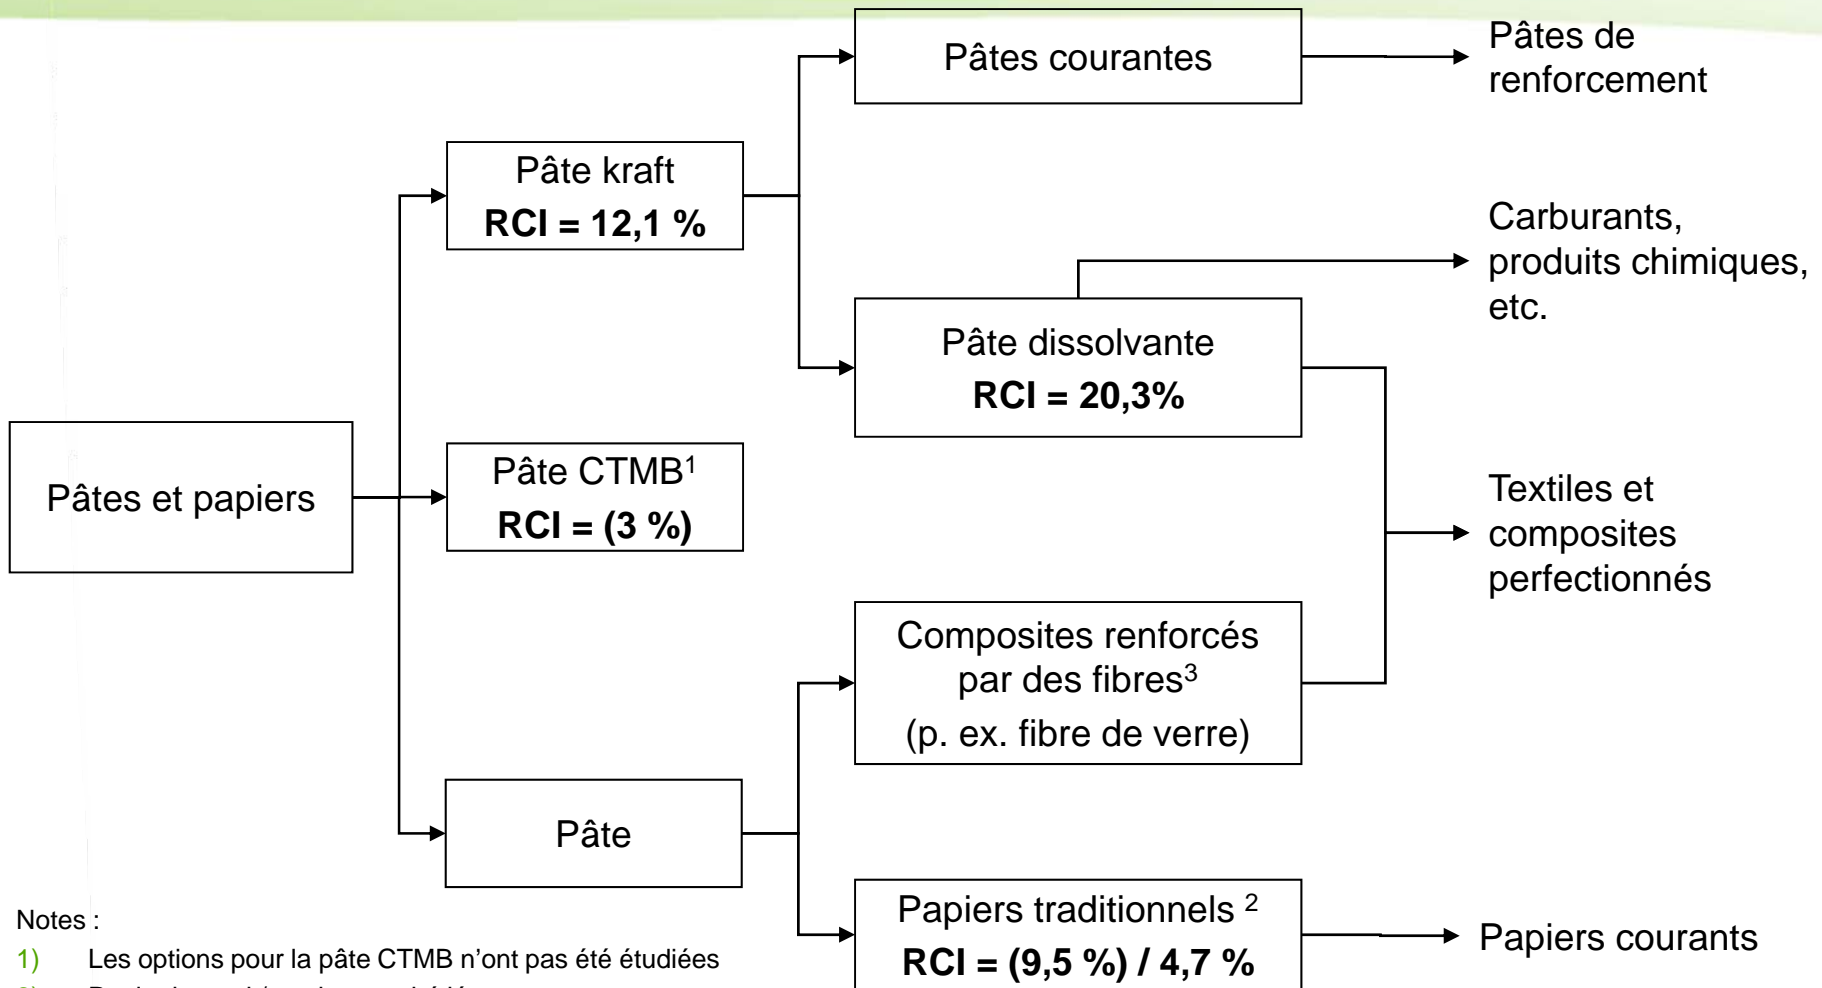 Pâtes courantes
Pâtes de
renforcement
Pâte kraft
RCI = 12,1 %
Carburants,
produits chimiques,
etc.
Pâte dissolvante
RCI = 20,3%
Pâtes et papiers
Pâte CTMB1
RCI = (3 %)
Textiles et
composites
perfectionnés
Composites renforcés
par des fibres3
(p. ex. fibre de verre)
Pâte
Papiers traditionnels 2
RCI = (9,5 %) / 4,7 %
Papiers courants
Notes :
1) Les options pour la pâte CTMB n'ont pas été étudiées